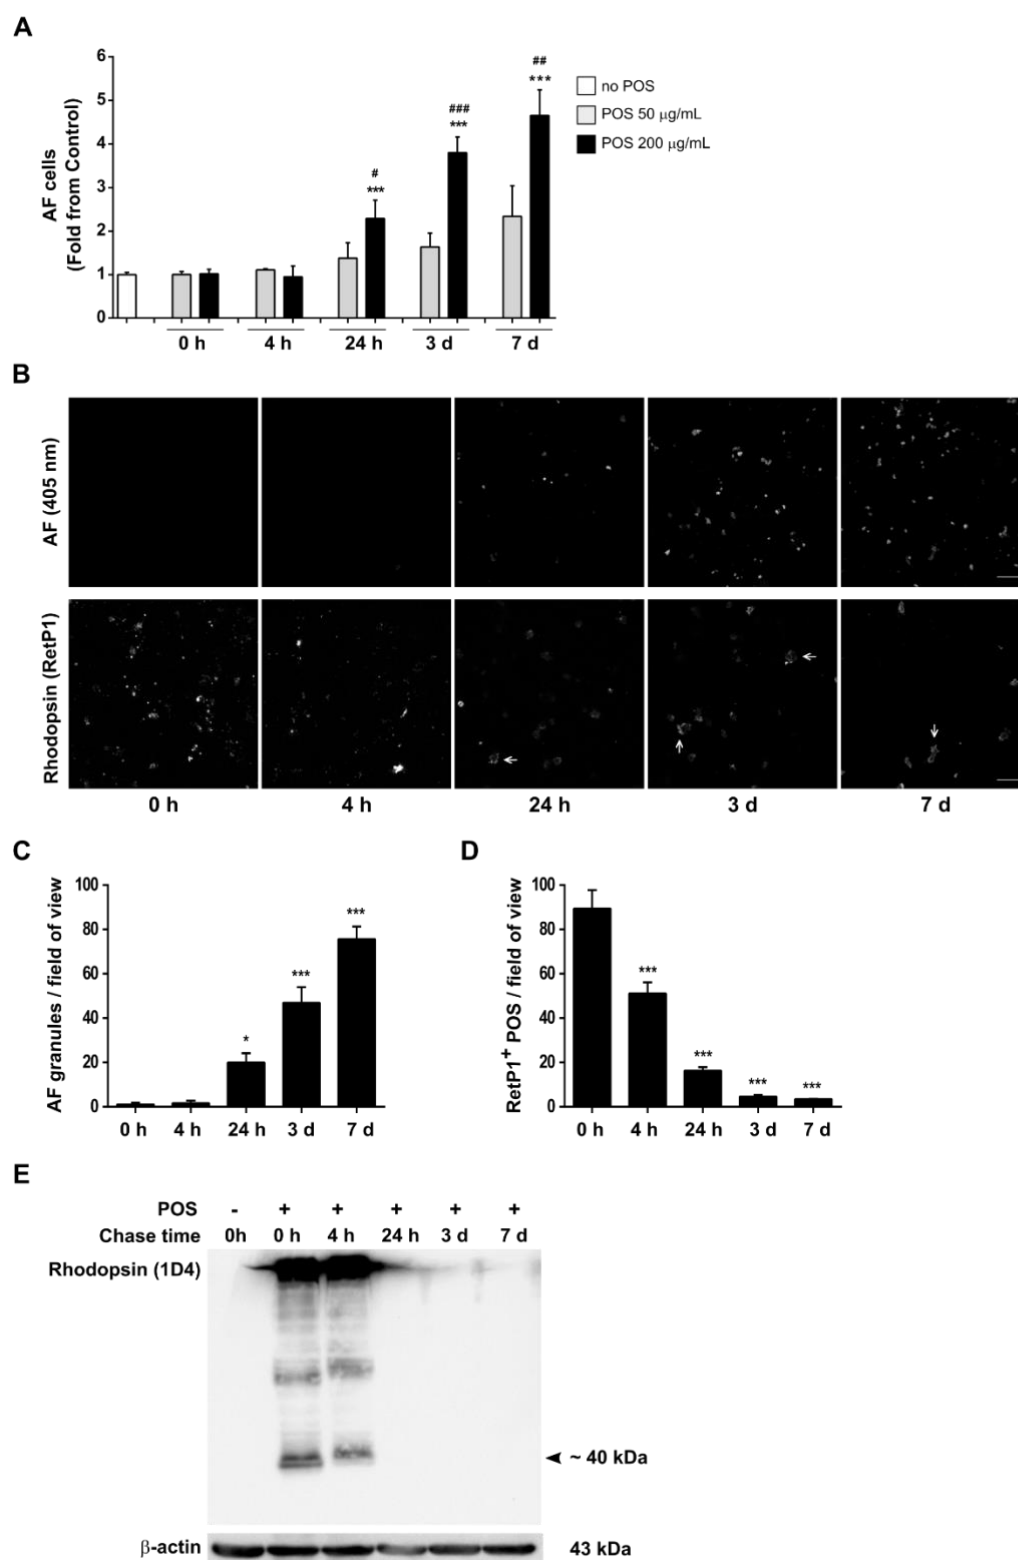 A
AF cells
(Fold from Control)
6
5
4
3
2
1
0
#
***
###
***
##
***
no POS
POS 50 µg/mL
POS 200 µg/mL
0 h 4 h 24 h 3 d 7 d
B
AF (405 nm)
Rhodopsin (RetP1)
0 h 4 h 24 h 3 d 7 d
C
AF granules / field of view
100
80
60
40
20
0
*
***
***
0 h 4 h 24 h 3 d 7 d
D
RetP1⁺ POS / field of view
100
80
60
40
20
0
***
***
***
***
0 h 4 h 24 h 3 d 7 d
E
POS - + + + + +
Chase time 0h 0 h 4 h 24 h 3 d 7 d
Rhodopsin (1D4)
~ 40 kDa
β-actin 43 kDa